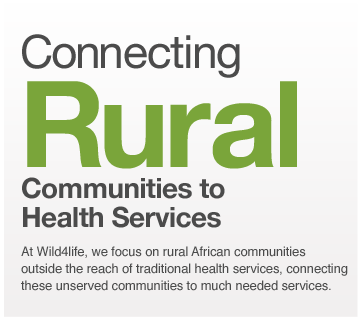 Connecting
Rural
Communities to
Health Services
At Wild4life, we focus on rural African communities
outside the reach of traditional health services, connecting
these unserved communities to much needed services.